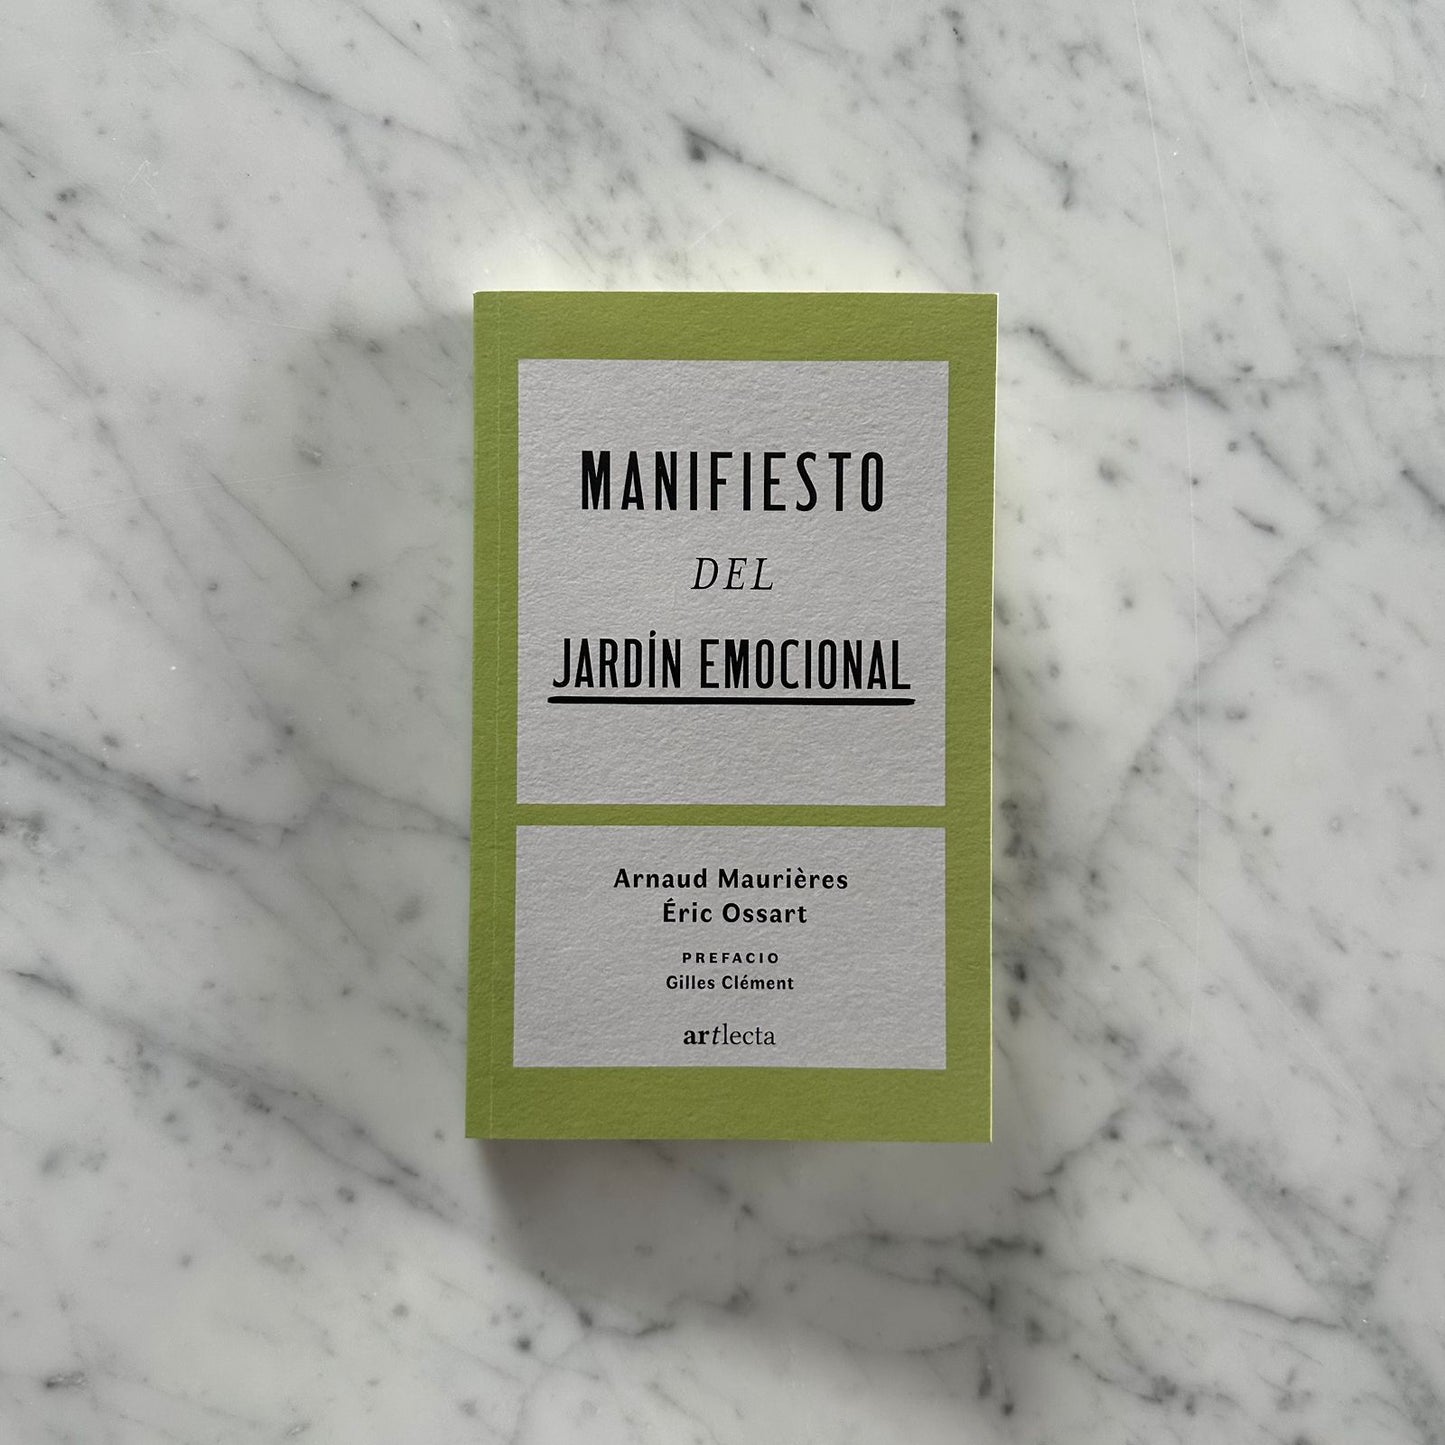 MANIFIESTO
DEL
JARDÍN EMOCIONAL
Arnaud Maurières
Éric Ossart
PREFACIO
Gilles Clément
artlecta